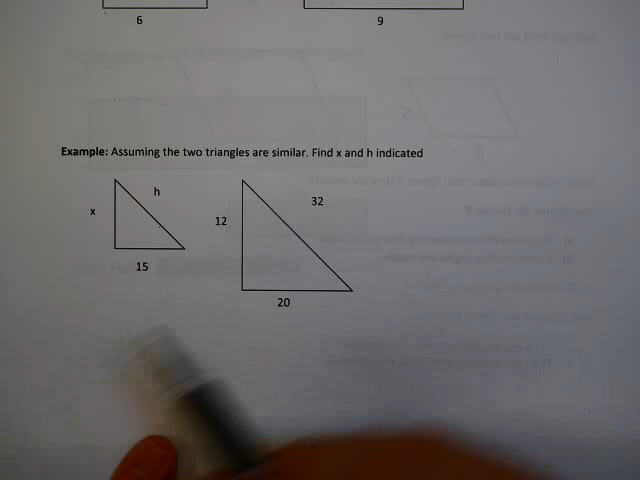 6 9
Example: Assuming the two triangles are similar. Find x and h indicated
h
32
x
12
15
20